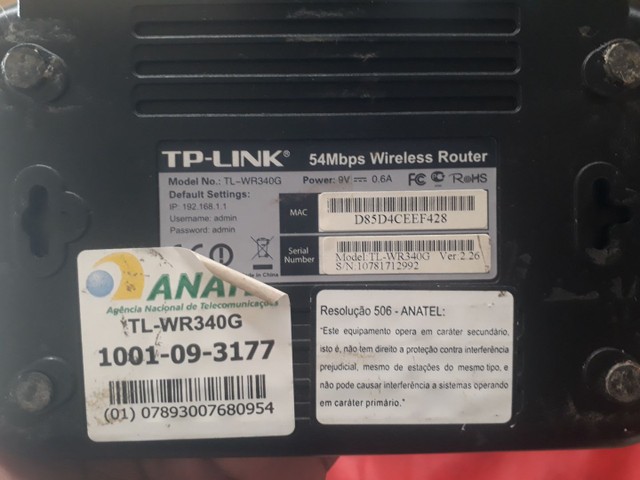 TP-LINK® 54Mbps Wireless Router
Model No.: TL-WR340G Power: 9V⎓0.6A FC RoHS
Default Settings:
IP: 192.168.1.1
Username: admin
Password: admin
MAC
D85D4CEEF428
Serial Number
Model:TL-WR340G Ver:2.26
S/N:10781712992
in China
ANATEL
Agência Nacional de Telecomunicações
TL-WR340G
1001-09-3177
(01) 07893007680954
Resolução 506 - ANATEL:
"Este equipamento opera em caráter secundário,
isto é, não tem direito a proteção contra interferência
prejudicial, mesmo de estações do mesmo tipo, e
não pode causar interferência a sistemas operando
em caráter primário."